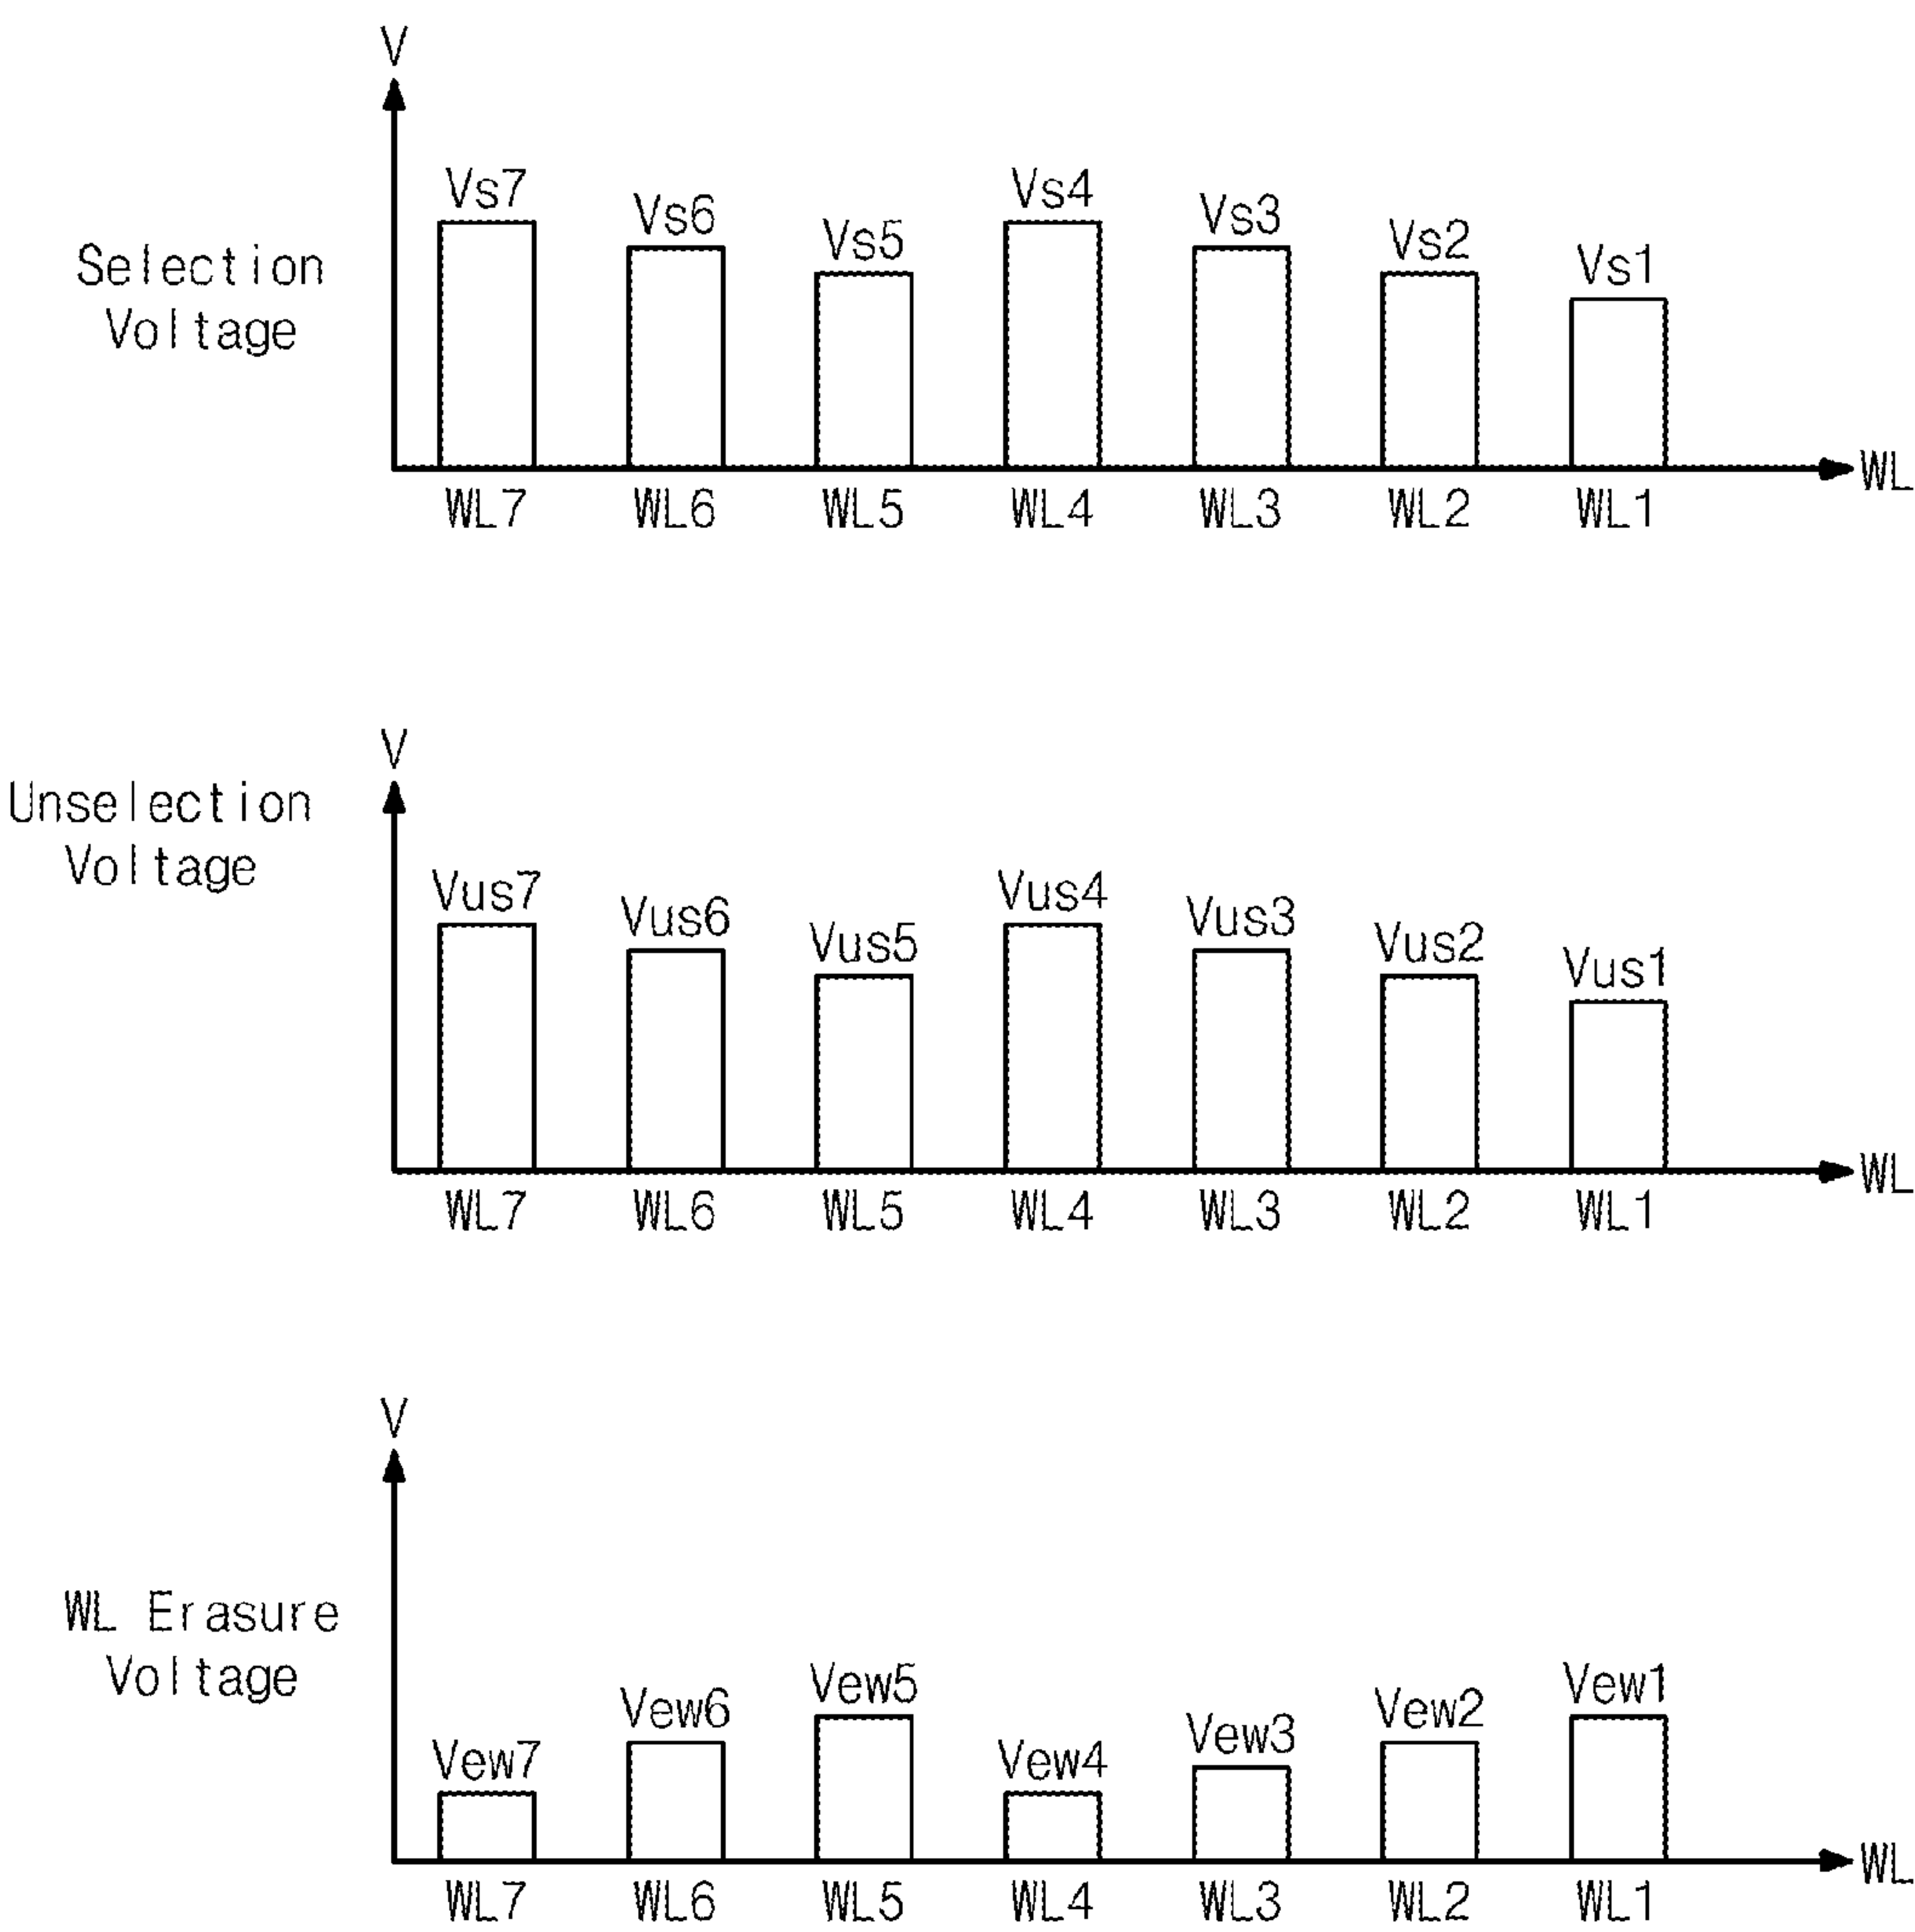 V
Vs7 Vs6 Vs5 Vs4 Vs3 Vs2 Vs1
Selection
Voltage
WL
WL7 WL6 WL5 WL4 WL3 WL2 WL1
V
Unselection
Voltage
Vus7 Vus6 Vus5 Vus4 Vus3 Vus2 Vus1
WL
WL7 WL6 WL5 WL4 WL3 WL2 WL1
V
WL Erasure
Voltage
Vew7 Vew6 Vew5 Vew4 Vew3 Vew2 Vew1
WL
WL7 WL6 WL5 WL4 WL3 WL2 WL1